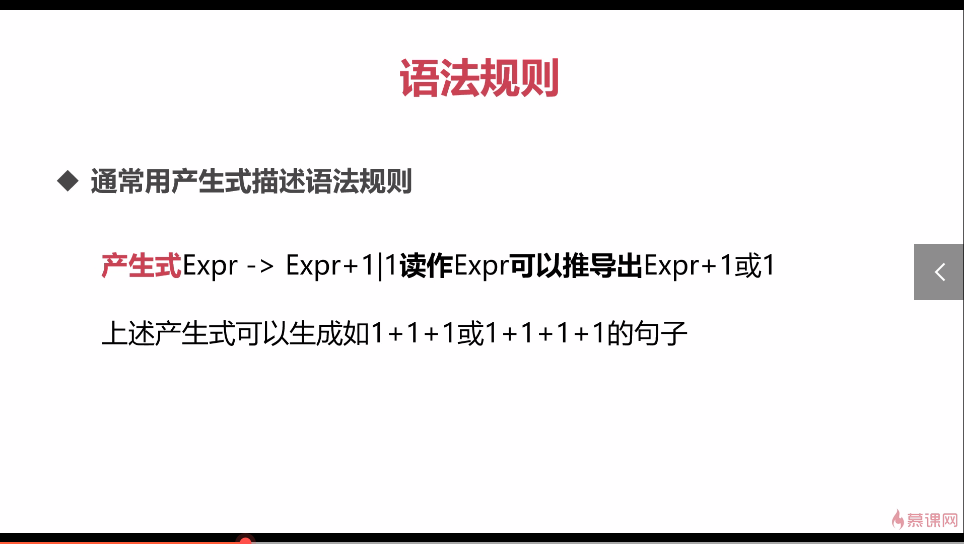 语法规则
通常用产生式描述语法规则
产生式Expr -> Expr+1|1读作Expr可以推导出Expr+1或1
上述产生式可以生成如1+1+1或1+1+1+1的句子
慕课网